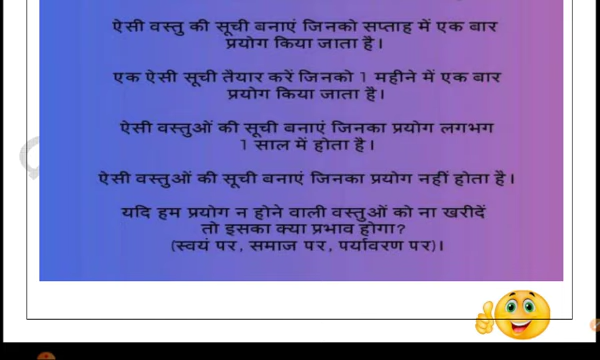 ऐसी वस्तु की सूची बनाएं जिनको सप्ताह में एक बार
प्रयोग किया जाता है।
एक ऐसी सूची तैयार करें जिनको 1 महीने में एक बार
प्रयोग किया जाता है।
ऐसी वस्तुओं की सूची बनाएं जिनका प्रयोग लगभग
1 साल में होता है।
ऐसी वस्तुओं की सूची बनाएं जिनका प्रयोग नहीं होता है।
यदि हम प्रयोग न होने वाली वस्तुओं को ना खरीदें
तो इसका क्या प्रभाव होगा?
(स्वयं पर, समाज पर, पर्यावरण पर)।